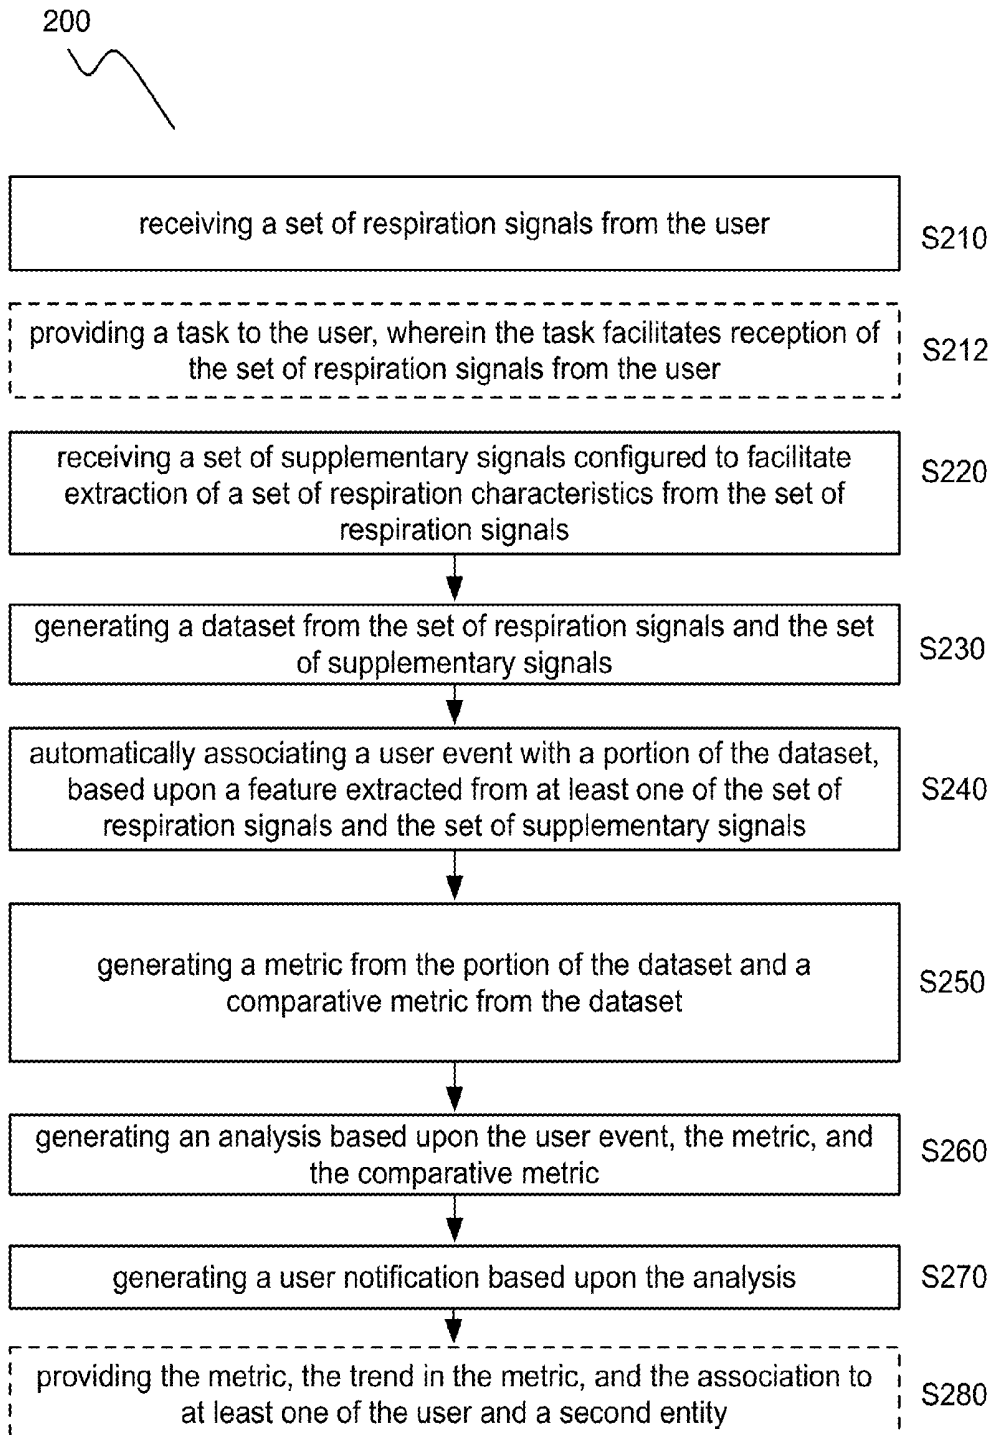 200
receiving a set of respiration signals from the user
S210
providing a task to the user, wherein the task facilitates reception of
the set of respiration signals from the user
S212
receiving a set of supplementary signals configured to facilitate
extraction of a set of respiration characteristics from the set of
respiration signals
S220
generating a dataset from the set of respiration signals and the set
of supplementary signals
S230
automatically associating a user event with a portion of the dataset,
based upon a feature extracted from at least one of the set of
respiration signals and the set of supplementary signals
S240
generating a metric from the portion of the dataset and a
comparative metric from the dataset
S250
generating an analysis based upon the user event, the metric, and
the comparative metric
S260
generating a user notification based upon the analysis
S270
providing the metric, the trend in the metric, and the association to
at least one of the user and a second entity
S280